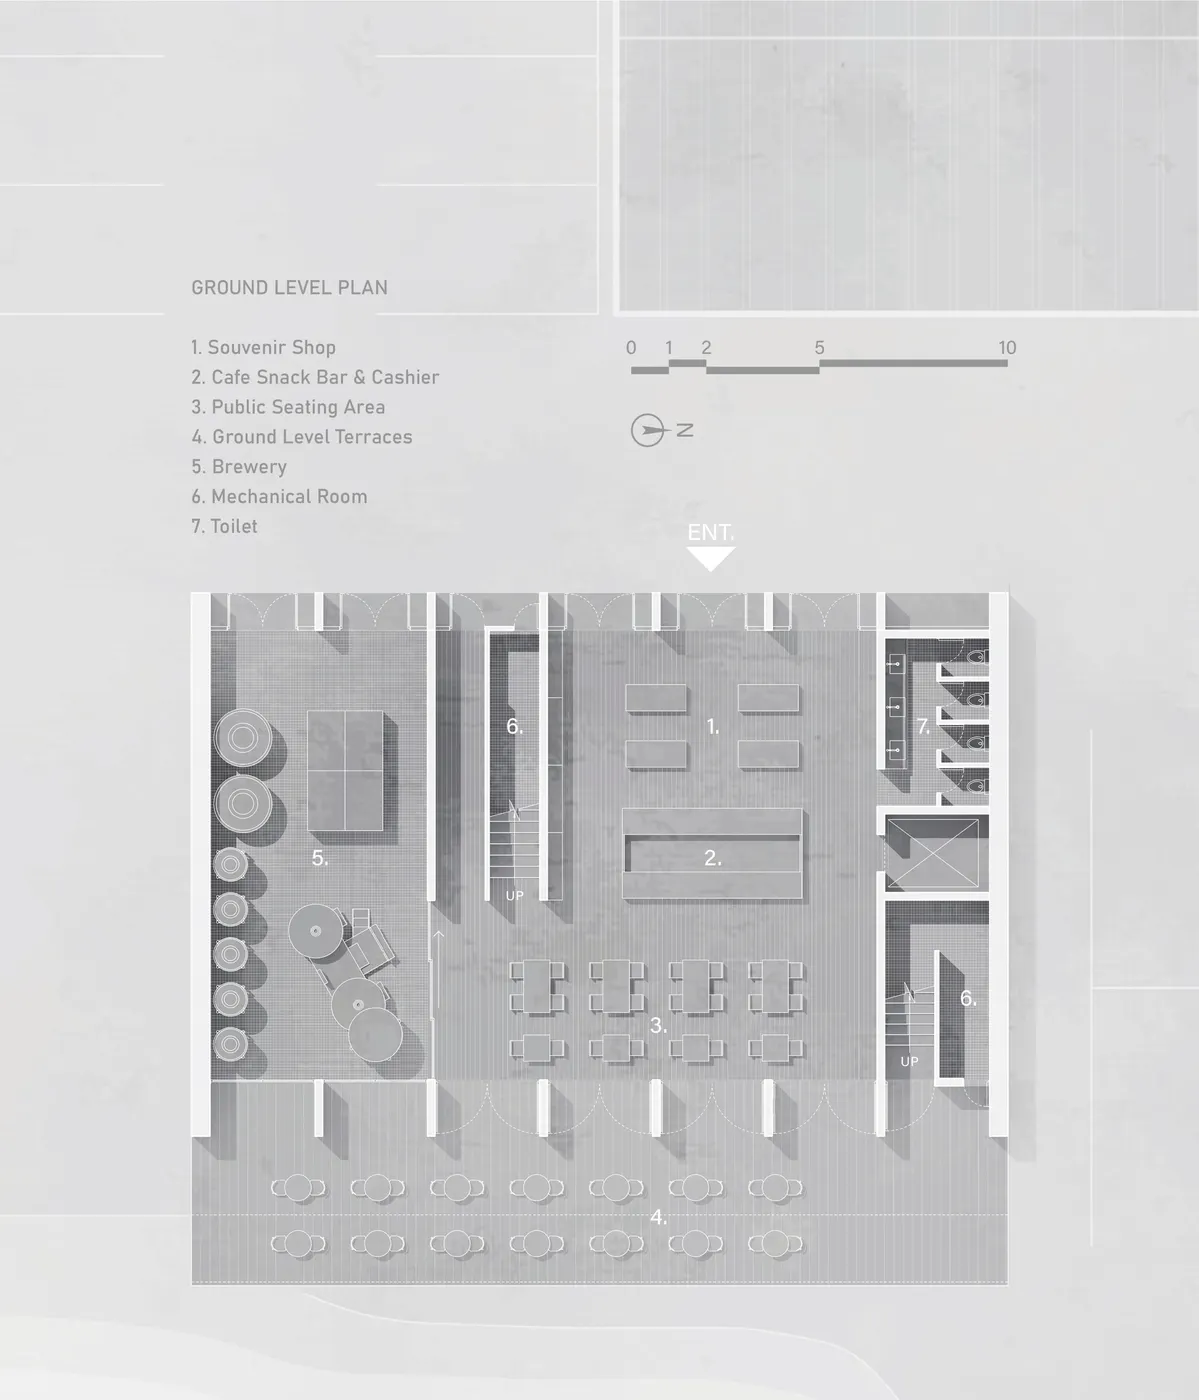 GROUND LEVEL PLAN
1. Souvenir Shop
2. Cafe Snack Bar & Cashier
3. Public Seating Area
4. Ground Level Terraces
5. Brewery
6. Mechanical Room
7. Toilet
0 1 2 5 10
N
ENT.
6.
1.
7.
5.
2.
UP
3.
6.
UP
4.